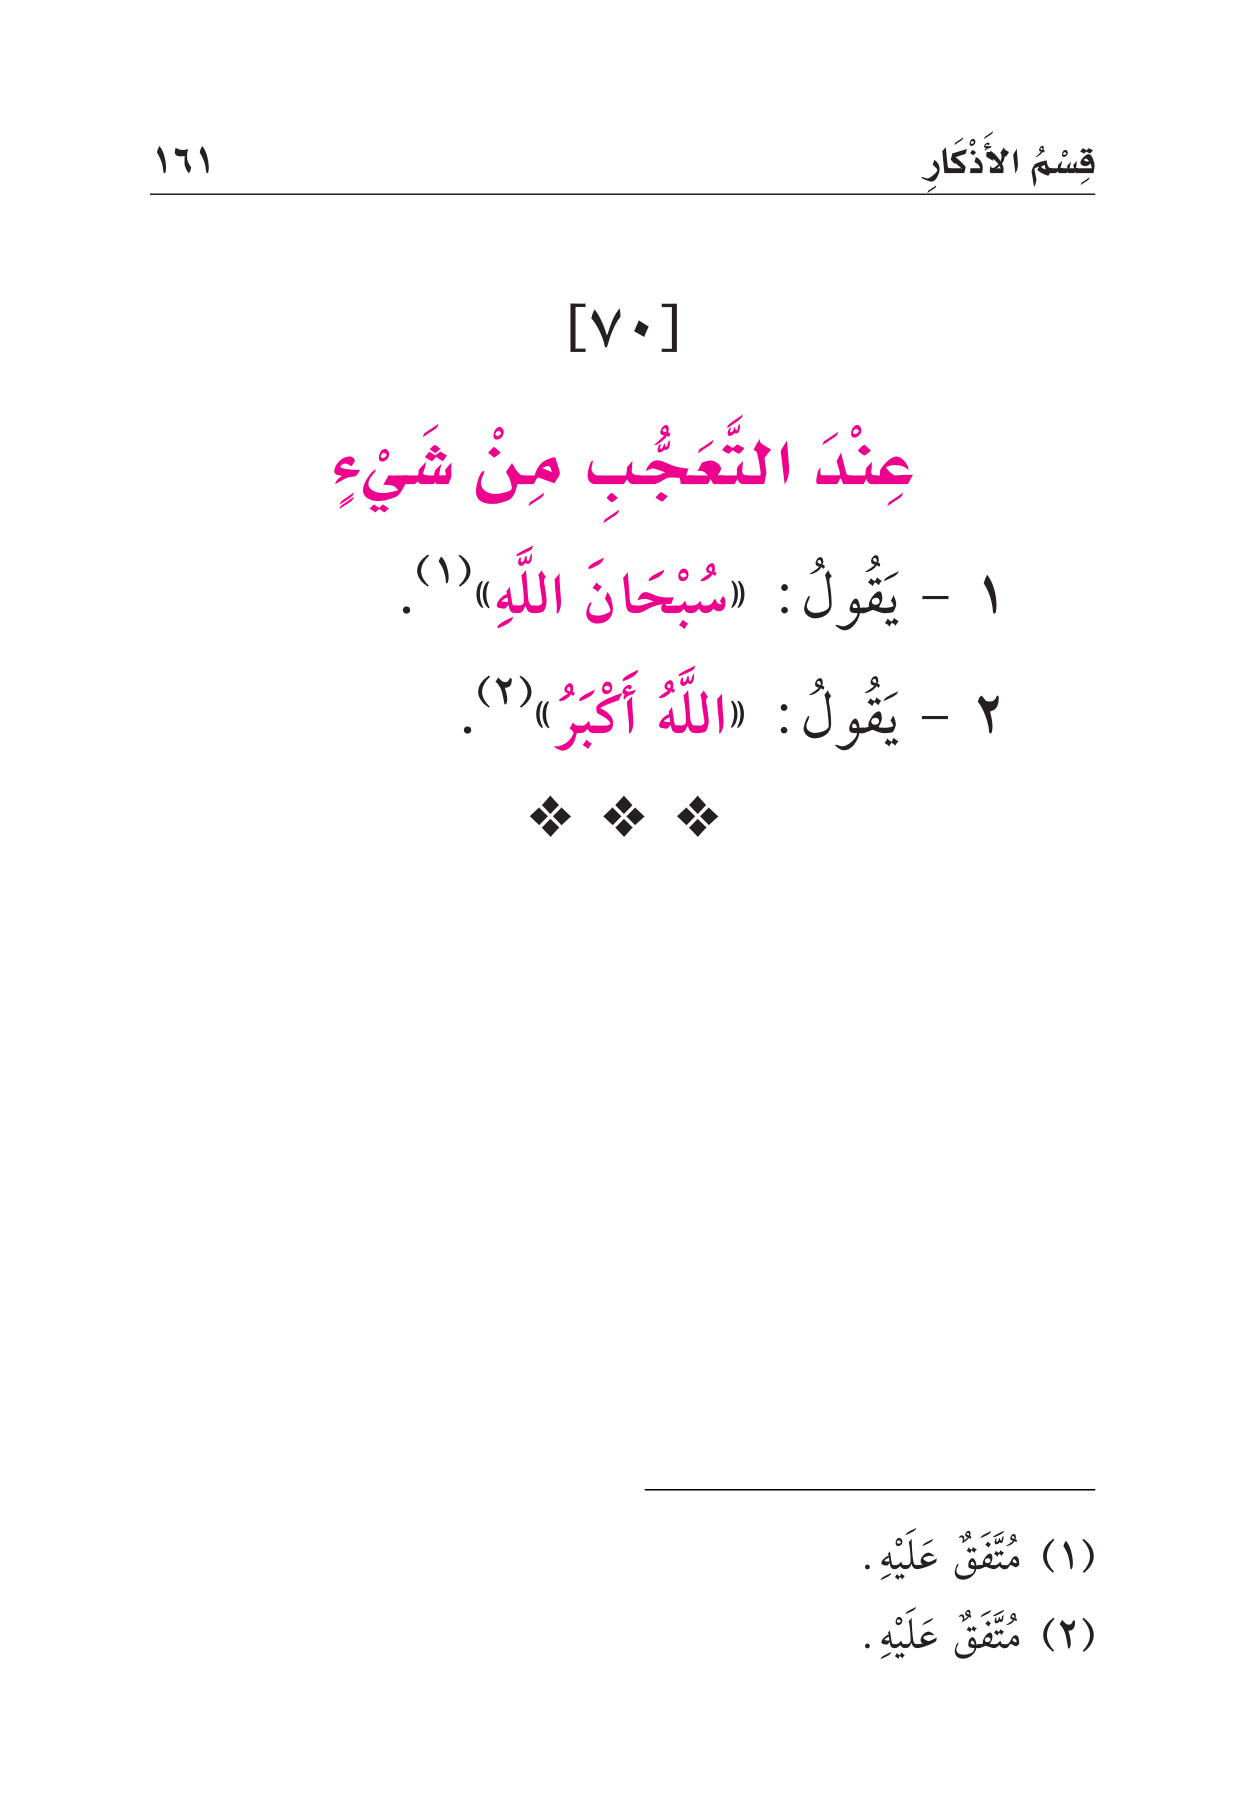 قِسْمُ الأَذْكَارِ ١٦١
[٧٠]
عِنْدَ التَّعَجُّبِ مِنْ شَيْءٍ
١ - يَقُولُ: «سُبْحَانَ اللَّهِ»(١).
٢ - يَقُولُ: «اللَّهُ أَكْبَرُ»(٢).
(١) مُتَّفَقٌ عَلَيْهِ.
(٢) مُتَّفَقٌ عَلَيْهِ.